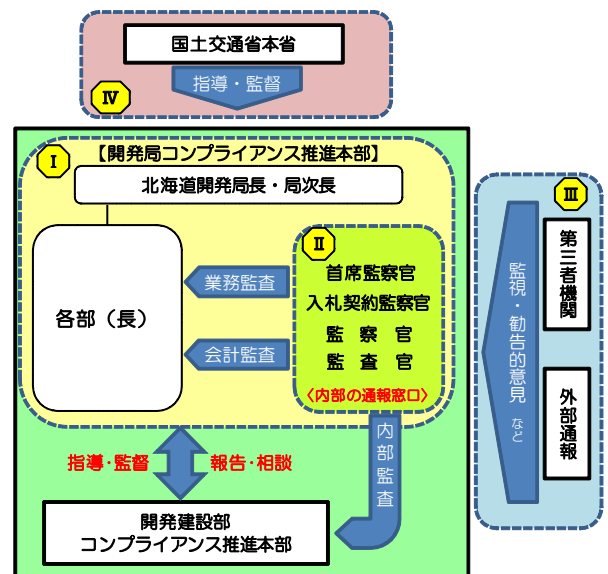 国土交通省本省
指導・監督
Ⅳ
Ⅰ
【開発局コンプライアンス推進本部】
北海道開発局長・局次長
各部（長）
業務監査
会計監査
Ⅱ
首席監察官
入札契約監察官
監察官
監査官
〈内部の通報窓口〉
Ⅲ
第三者機関
監視・勧告的意見 など
外部通報
指導・監督
報告・相談
内部監査
開発建設部
コンプライアンス推進本部